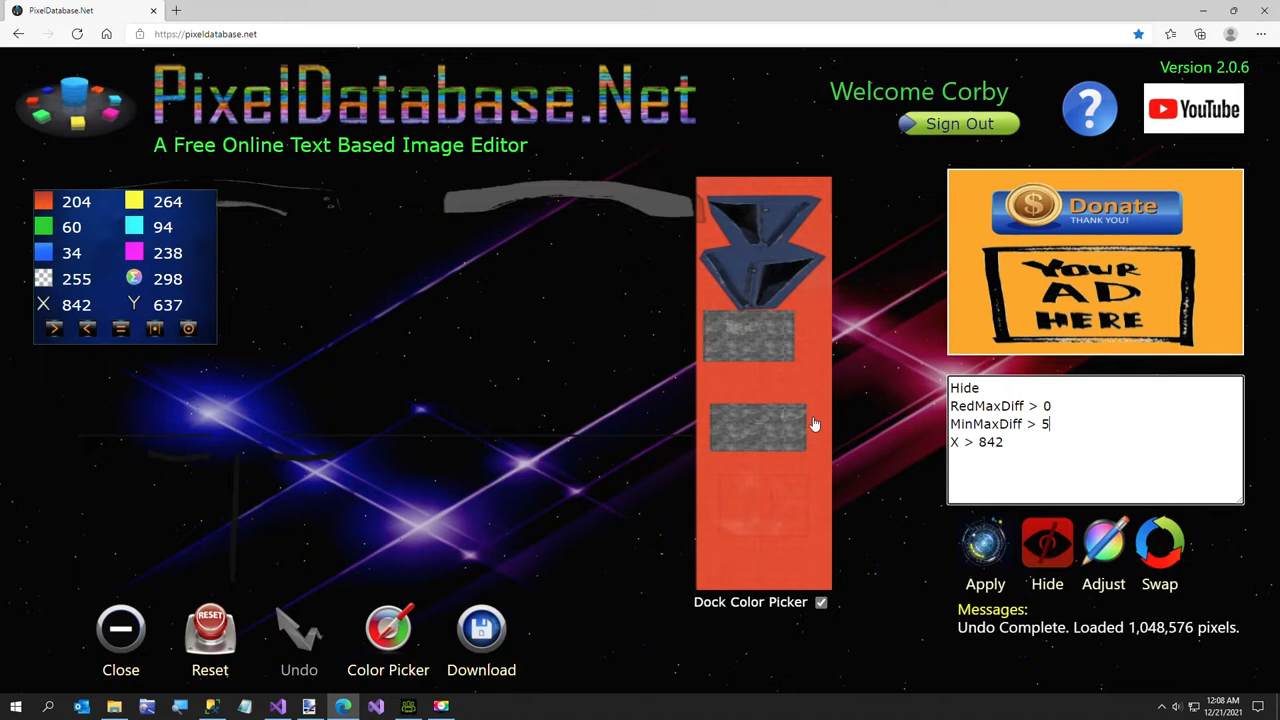 PixelDatabase.Net
https://pixeldatabase.net
PixelDatabase.Net
A Free Online Text Based Image Editor
Welcome Corby
Sign Out
?
Version 2.0.6
YouTube
204 264
60 94
34 238
255 298
X 842 Y 637
Donate
THANK YOU!
YOUR
AD
HERE
Hide
RedMaxDiff > 0
MinMaxDiff > 5
X > 842
Apply Hide Adjust Swap
Dock Color Picker
Messages:
Undo Complete. Loaded 1,048,576 pixels.
RESET
Close Reset Undo Color Picker Download
12:08 AM
12/21/2021